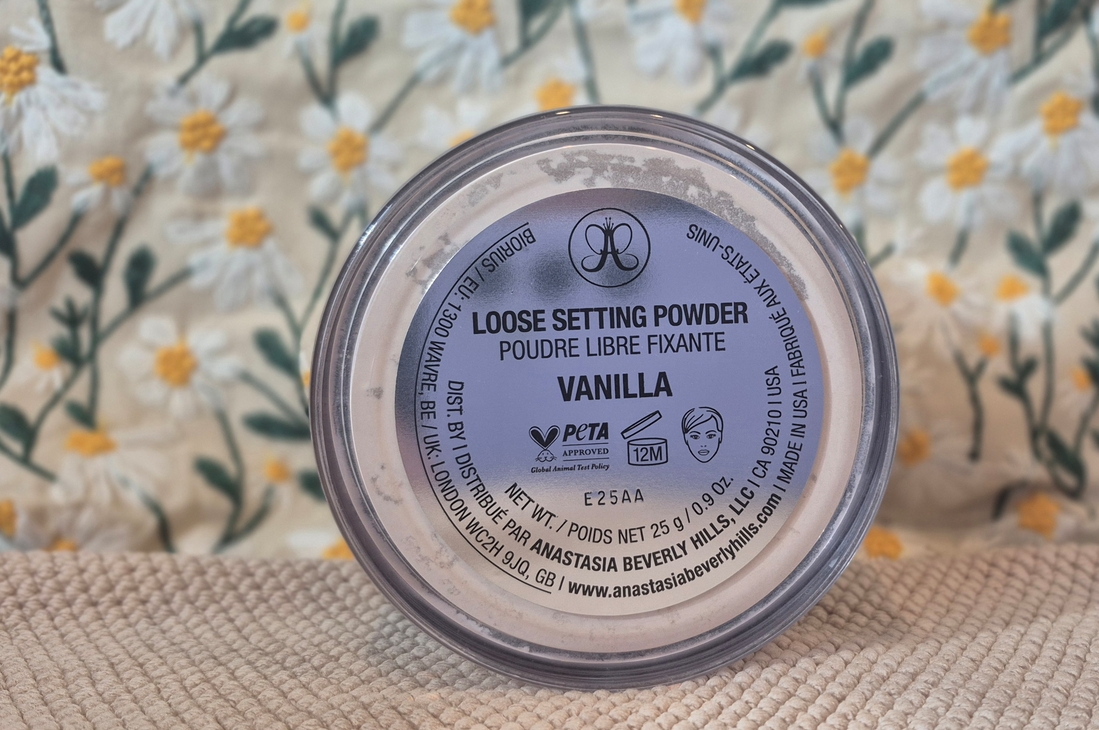 LOOSE SETTING POWDER
POUDRE LIBRE FIXANTE
VANILLA
PETA
APPROVED
Global Animal Test Policy
12M
E25AA
NET WT. / POIDS NET 25 g / 0.9 OZ.
DIST. BY I DISTRIBUÉ PAR ANASTASIA BEVERLY HILLS, LLC I CA 90210 I USA
BIORIUS / EU: 1300 WAVRE, BE / UK: LONDON WC2H 9JQ, GB I www.anastasiabeverlyhills.com I MADE IN USA I FABRIQUÉ AUX ÉTATS-UNIS